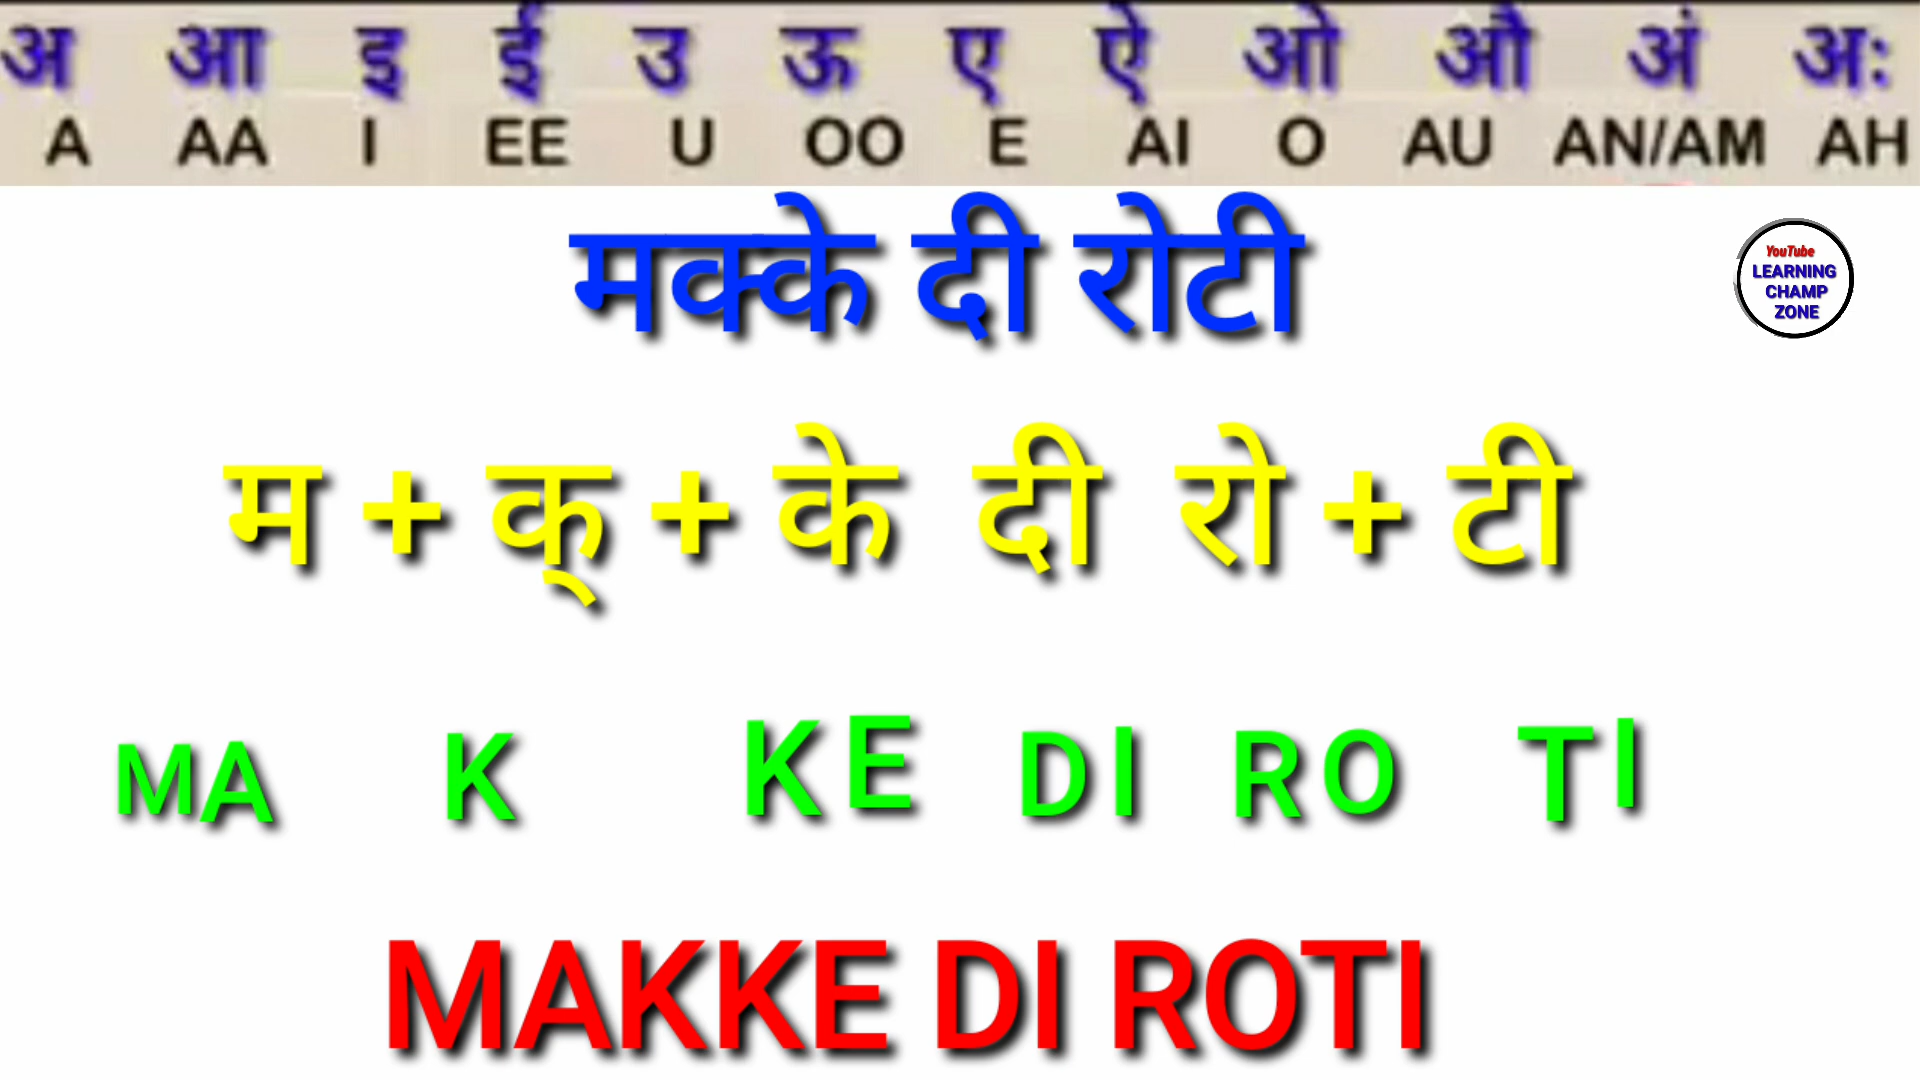 अ आ इ ई उ ऊ ए ऐ ओ औ अं अः
A AA I EE U OO E AI O AU AN/AM AH
मक्के दी रोटी
YouTube
LEARNING
CHAMP
ZONE
म + क् + के दी रो + टी
MA K KE DI RO TI
MAKKE DI ROTI